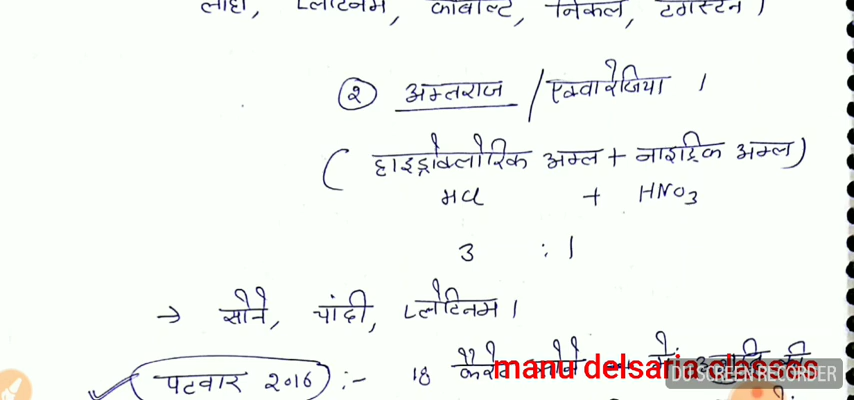 लोहा, प्लेटिनम, कोबाल्ट, निकल, टंगस्टन।
② अम्तराज / एक्वारेजिया ।
( हाइड्रोक्लोरिक अम्ल + नाइट्रिक अम्ल )
HCl + HNO3
3 : 1
→ सोने, चांदी, प्लेटिनम।
पटवार 2016 :- 18 कैरेट सोने में की
manu delsaria classes
DU SCREEN RECORDER